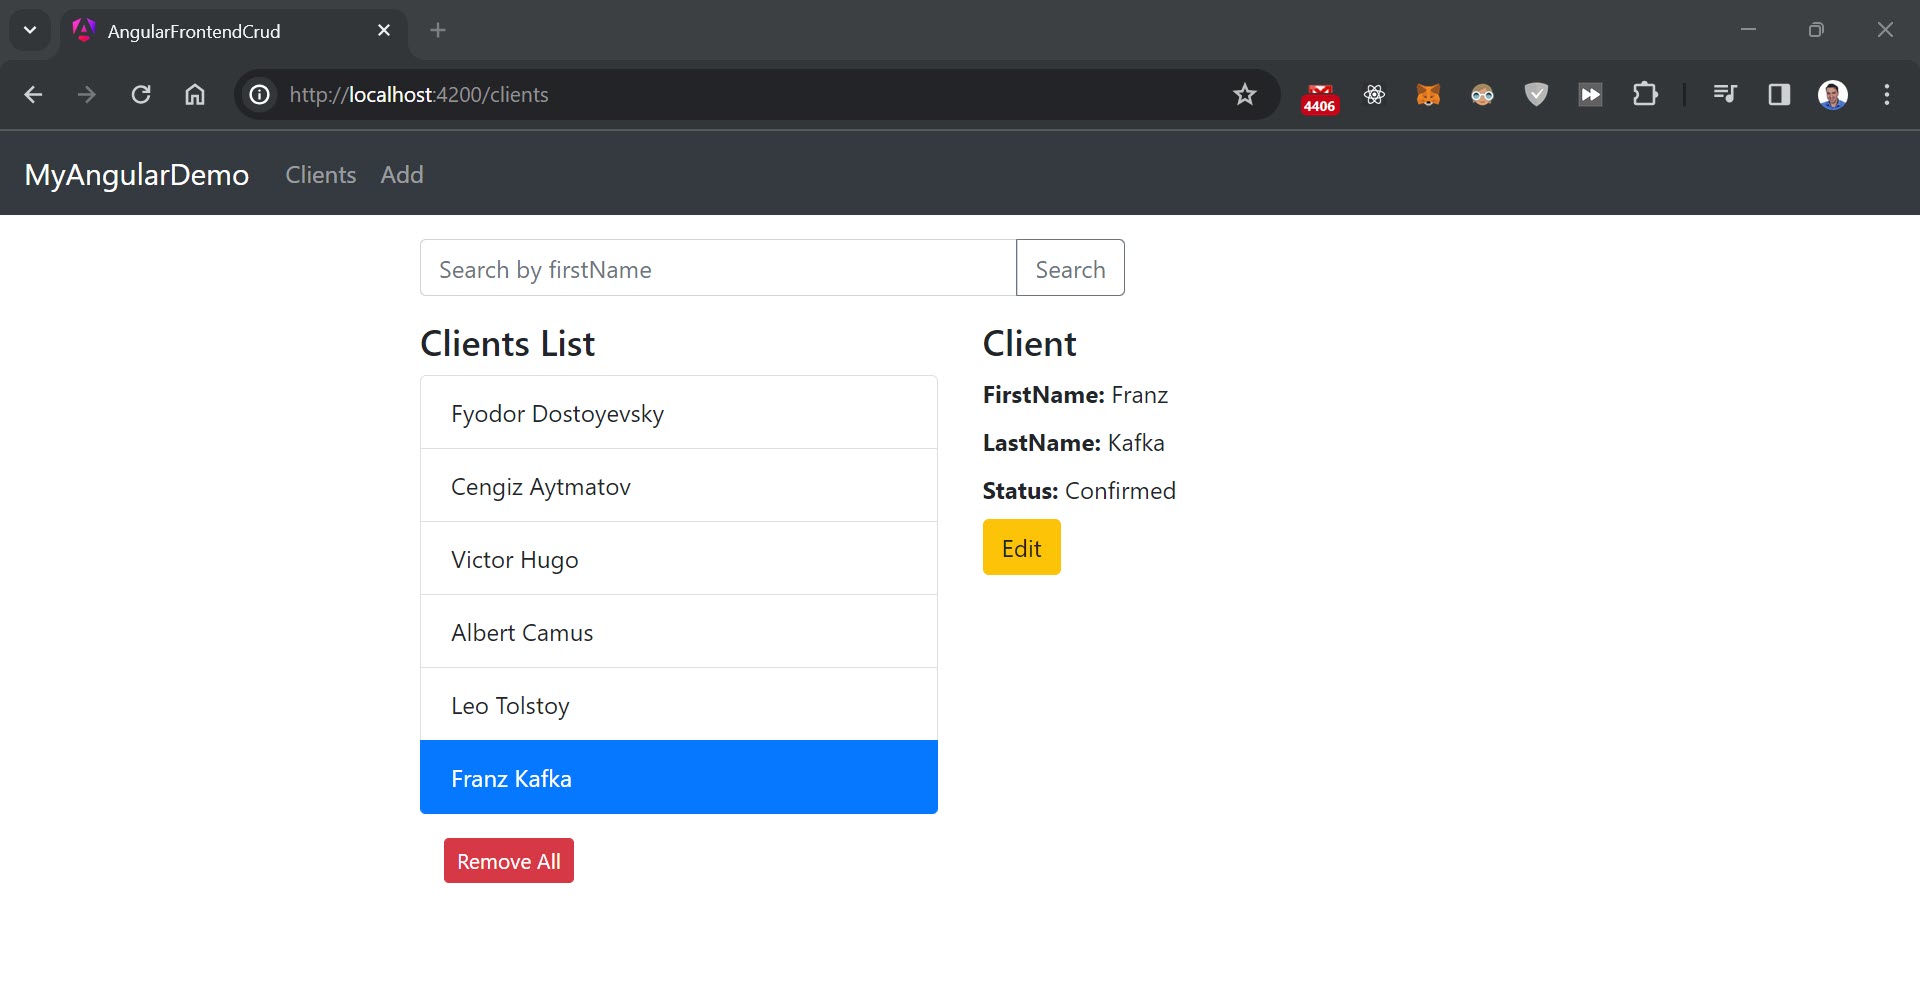 AngularFrontendCrud
http://localhost:4200/clients
4406
MyAngularDemo Clients Add
Search by firstName Search
Clients List
Fyodor Dostoyevsky
Cengiz Aytmatov
Victor Hugo
Albert Camus
Leo Tolstoy
Franz Kafka
Remove All
Client
FirstName: Franz
LastName: Kafka
Status: Confirmed
Edit